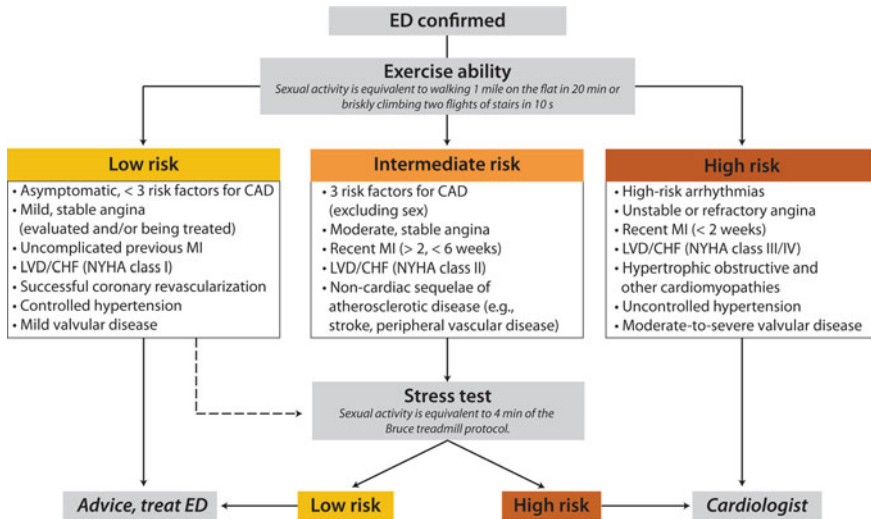 ED confirmed
Exercise ability
Sexual activity is equivalent to walking 1 mile on the flat in 20 min or
briskly climbing two flights of stairs in 10 s
Low risk
• Asymptomatic, < 3 risk factors for CAD
• Mild, stable angina
(evaluated and/or being treated)
• Uncomplicated previous MI
• LVD/CHF (NYHA class I)
• Successful coronary revascularization
• Controlled hypertension
• Mild valvular disease
Intermediate risk
• 3 risk factors for CAD
(excluding sex)
• Moderate, stable angina
• Recent MI (> 2, < 6 weeks)
• LVD/CHF (NYHA class II)
• Non-cardiac sequelae of
atherosclerotic disease (e.g.,
stroke, peripheral vascular disease)
High risk
• High-risk arrhythmias
• Unstable or refractory angina
• Recent MI (< 2 weeks)
• LVD/CHF (NYHA class III/IV)
• Hypertrophic obstructive and
other cardiomyopathies
• Uncontrolled hypertension
• Moderate-to-severe valvular disease
Stress test
Sexual activity is equivalent to 4 min of the
Bruce treadmill protocol.
Advice, treat ED
Low risk
High risk
Cardiologist